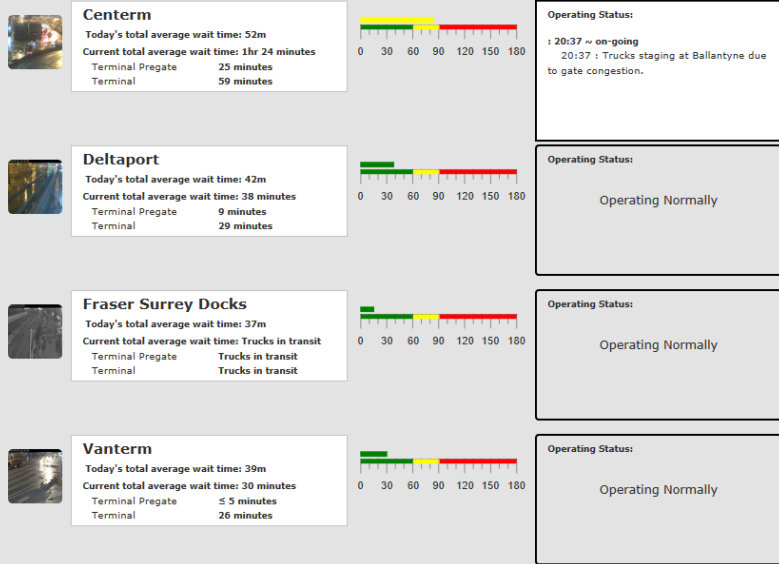 Centerm
Today's total average wait time: 52m
Current total average wait time: 1hr 24 minutes
Terminal Pregate 25 minutes
Terminal 59 minutes
0 30 60 90 120 150 180
Operating Status:
: 20:37 ~ on-going
20:37 : Trucks staging at Ballantyne due
to gate congestion.
Deltaport
Today's total average wait time: 42m
Current total average wait time: 38 minutes
Terminal Pregate 9 minutes
Terminal 29 minutes
0 30 60 90 120 150 180
Operating Status:
Operating Normally
Fraser Surrey Docks
Today's total average wait time: 37m
Current total average wait time: Trucks in transit
Terminal Pregate Trucks in transit
Terminal Trucks in transit
0 30 60 90 120 150 180
Operating Status:
Operating Normally
Vanterm
Today's total average wait time: 39m
Current total average wait time: 30 minutes
Terminal Pregate ≤ 5 minutes
Terminal 26 minutes
0 30 60 90 120 150 180
Operating Status:
Operating Normally